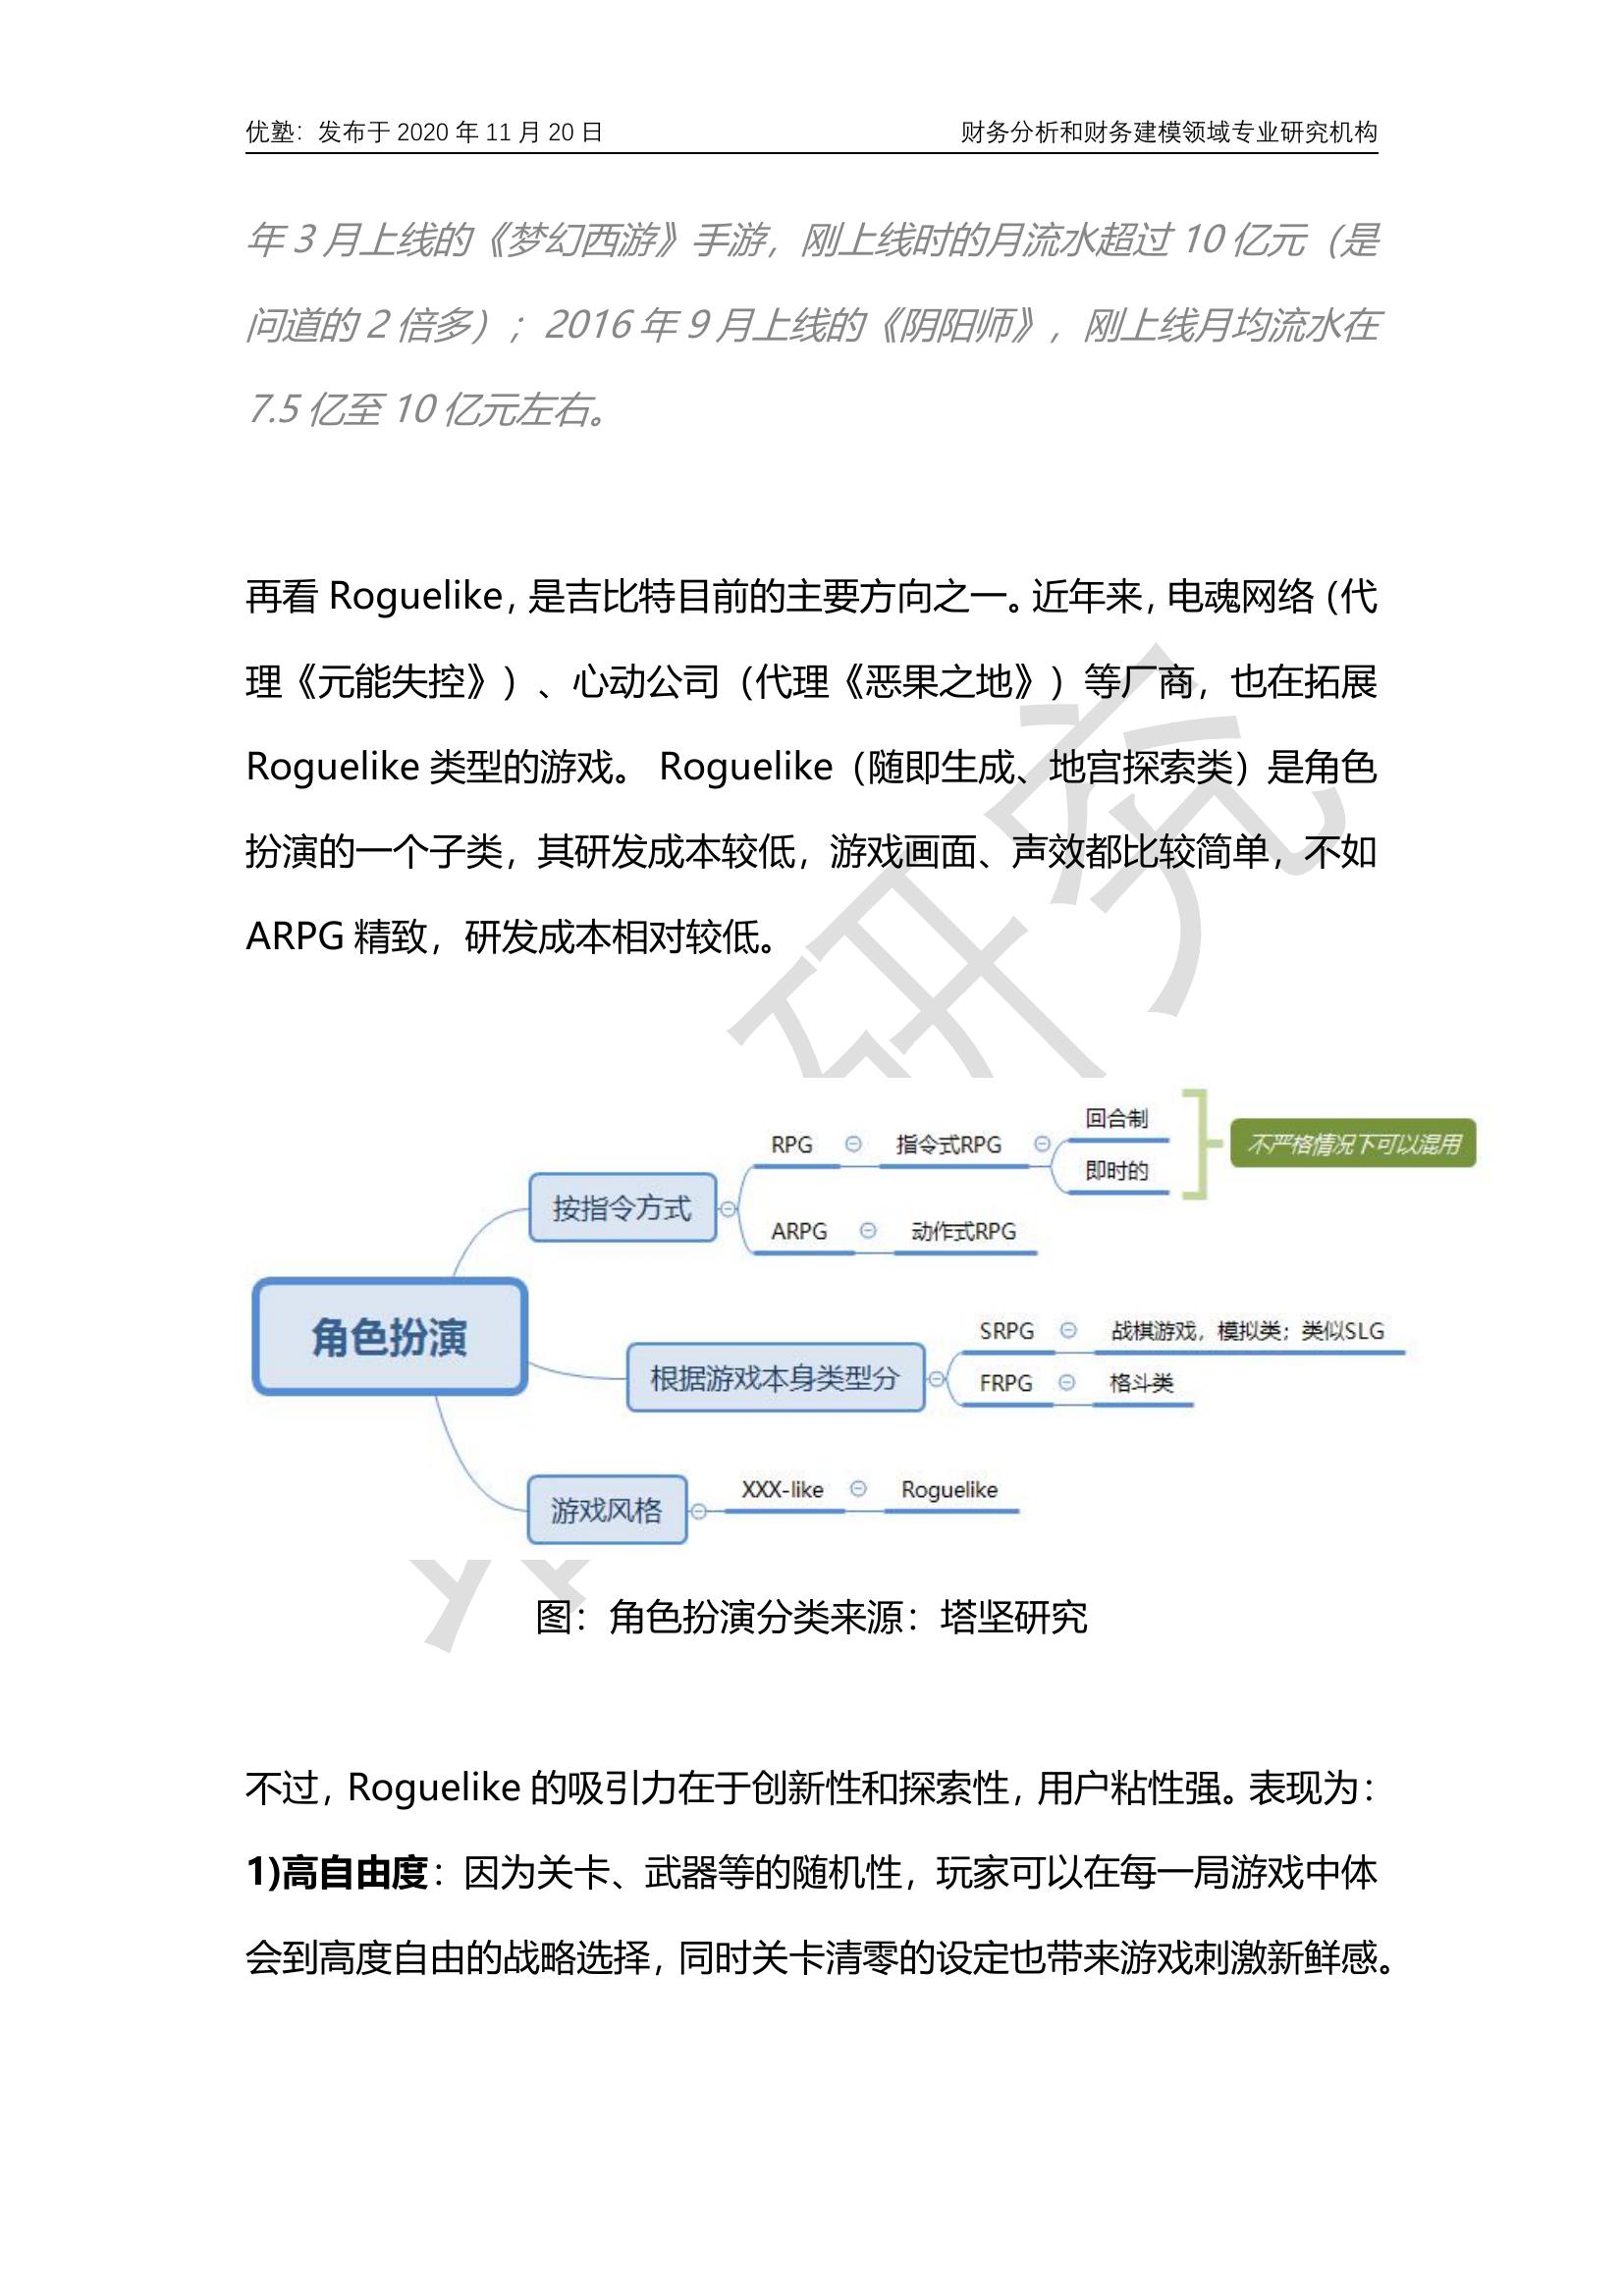 优塾：发布于 2020 年 11 月 20 日
财务分析和财务建模领域专业研究机构
年 3 月上线的《梦幻西游》手游，刚上线时的月流水超过 10 亿元（是
问道的 2 倍多）；2016 年 9 月上线的《阴阳师》，刚上线月均流水在
7.5 亿至 10 亿元左右。
再看 Roguelike，是吉比特目前的主要方向之一。近年来，电魂网络（代
理《元能失控》）、心动公司（代理《恶果之地》）等厂商，也在拓展
Roguelike 类型的游戏。 Roguelike（随即生成、地宫探索类）是角色
扮演的一个子类，其研发成本较低，游戏画面、声效都比较简单，不如
ARPG 精致，研发成本相对较低。
角色扮演
按指令方式
RPG
指令式RPG
回合制
即时的
不严格情况下可以混用
ARPG
动作式RPG
根据游戏本身类型分
SRPG
战棋游戏，模拟类；类似SLG
FRPG
格斗类
游戏风格
XXX-like
Roguelike
图：角色扮演分类来源：塔坚研究
不过，Roguelike 的吸引力在于创新性和探索性，用户粘性强。表现为：
1)高自由度：因为关卡、武器等的随机性，玩家可以在每一局游戏中体
会到高度自由的战略选择，同时关卡清零的设定也带来游戏刺激新鲜感。
研究